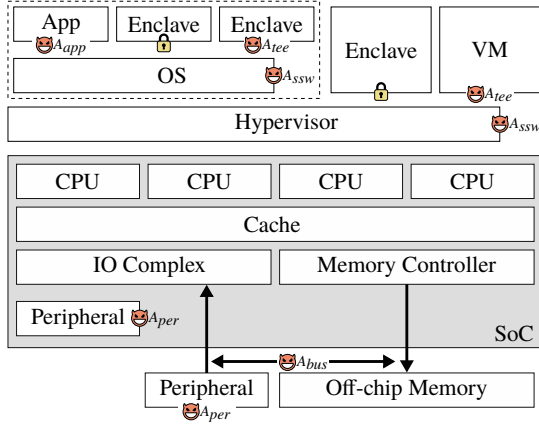 App Enclave Enclave Enclave VM
A_app A_tee
OS A_ssw A_tee
Hypervisor A_ssw
CPU CPU CPU CPU
Cache
IO Complex Memory Controller
Peripheral A_per SoC
A_bus
Peripheral Off-chip Memory
A_per